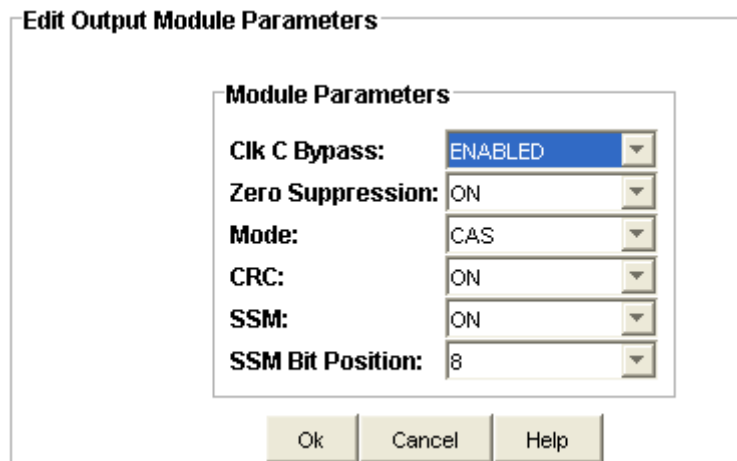 Edit Output Module Parameters
Module Parameters
Clk C Bypass: ENABLED
Zero Suppression: ON
Mode: CAS
CRC: ON
SSM: ON
SSM Bit Position: 8
Ok Cancel Help